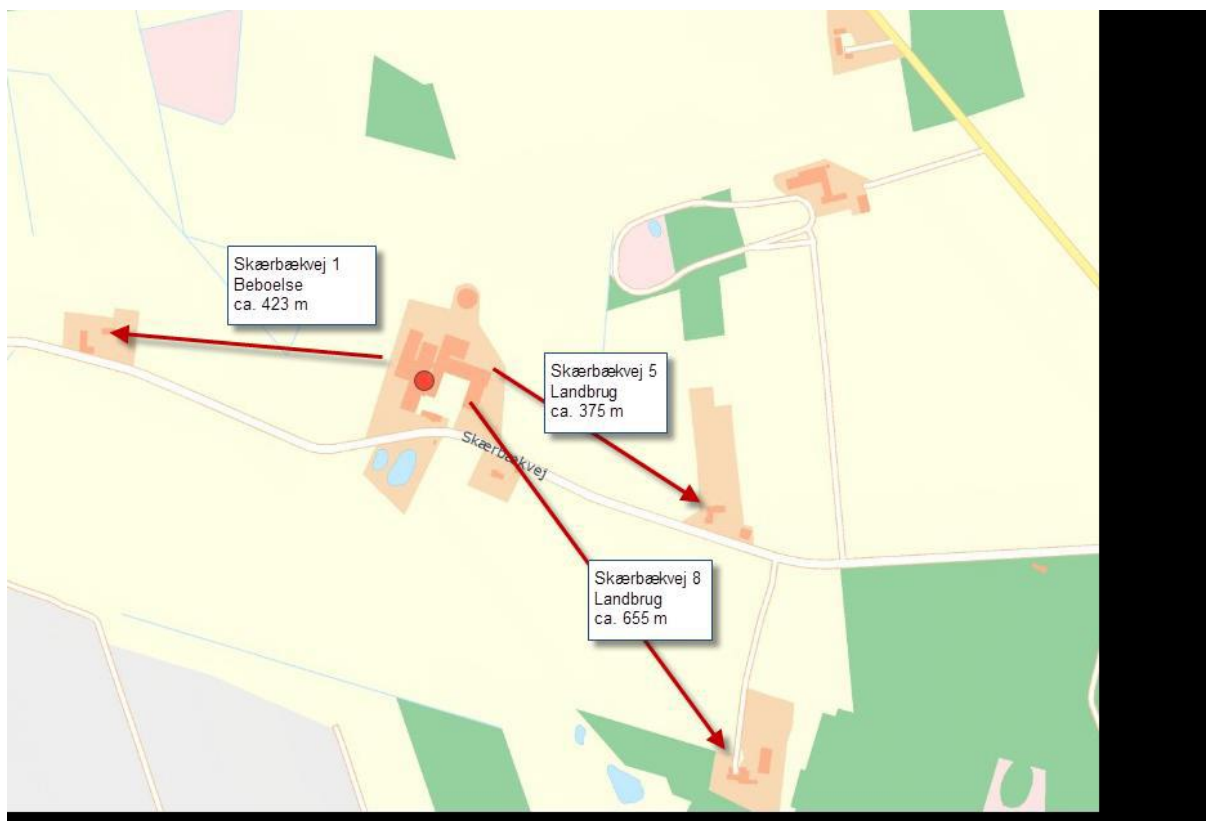 Skærbækvej 1
Beboelse
ca. 423 m
Skærbækvej 5
Landbrug
ca. 375 m
Skærbækvej
Skærbækvej 8
Landbrug
ca. 655 m